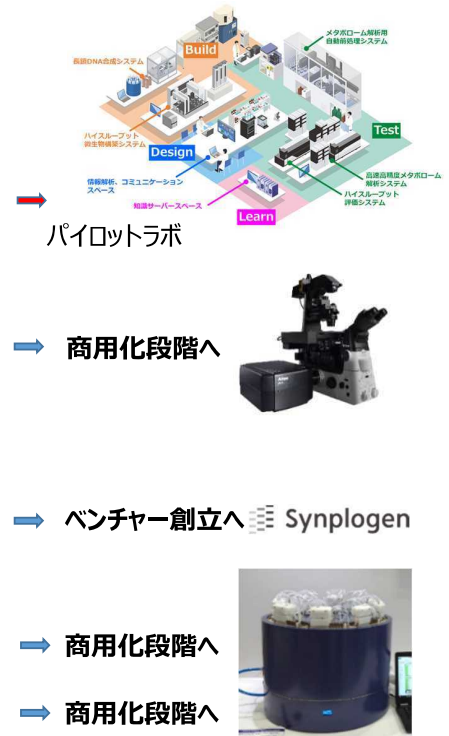 メタボローム解析用
自動前処理システム
Build
長鎖DNA合成システム
Test
ハイスループット
微生物構築システム
Design
高速高精度メタボローム
解析システム
情報解析、コミュニケーション
スペース
ハイスループット
評価システム
知識サーバースペース
Learn
パイロットラボ
商用化段階へ
Nikon
ベンチャー創立へ Synplogen
商用化段階へ
商用化段階へ